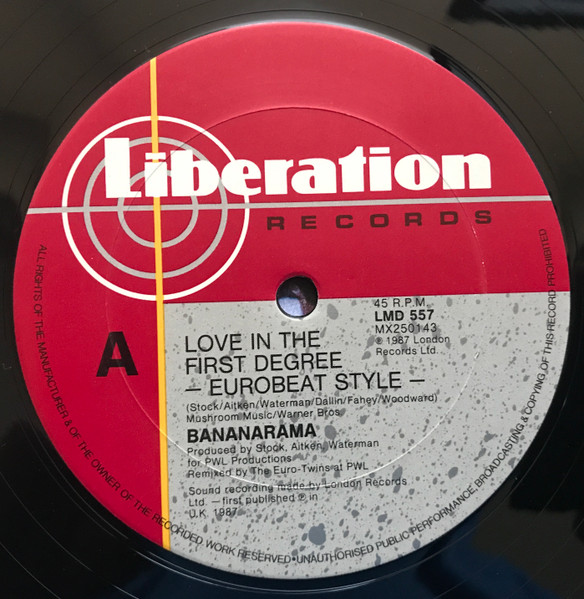 Liberation
RECORDS
A
45 R.P.M.
LMD 557
MX250143
℗ 1987 London
Records Ltd.
LOVE IN THE
FIRST DEGREE
— EUROBEAT STYLE —
(Stock/Aitken/Waterman/Dallin/Fahey/Woodward)
Mushroom Music/Warner Bros.
BANANARAMA
Produced by Stock, Aitken, Waterman
for PWL Productions
Remixed by The Euro-Twins at PWL
Sound recording made by London Records
Ltd. — first published ℗ in
U.K. 1987
ALL RIGHTS OF THE MANUFACTURER & OF THE OWNER OF THE RECORDED WORK RESERVED • UNAUTHORISED PUBLIC PERFORMANCE, BROADCASTING & COPYING OF THIS RECORD PROHIBITED